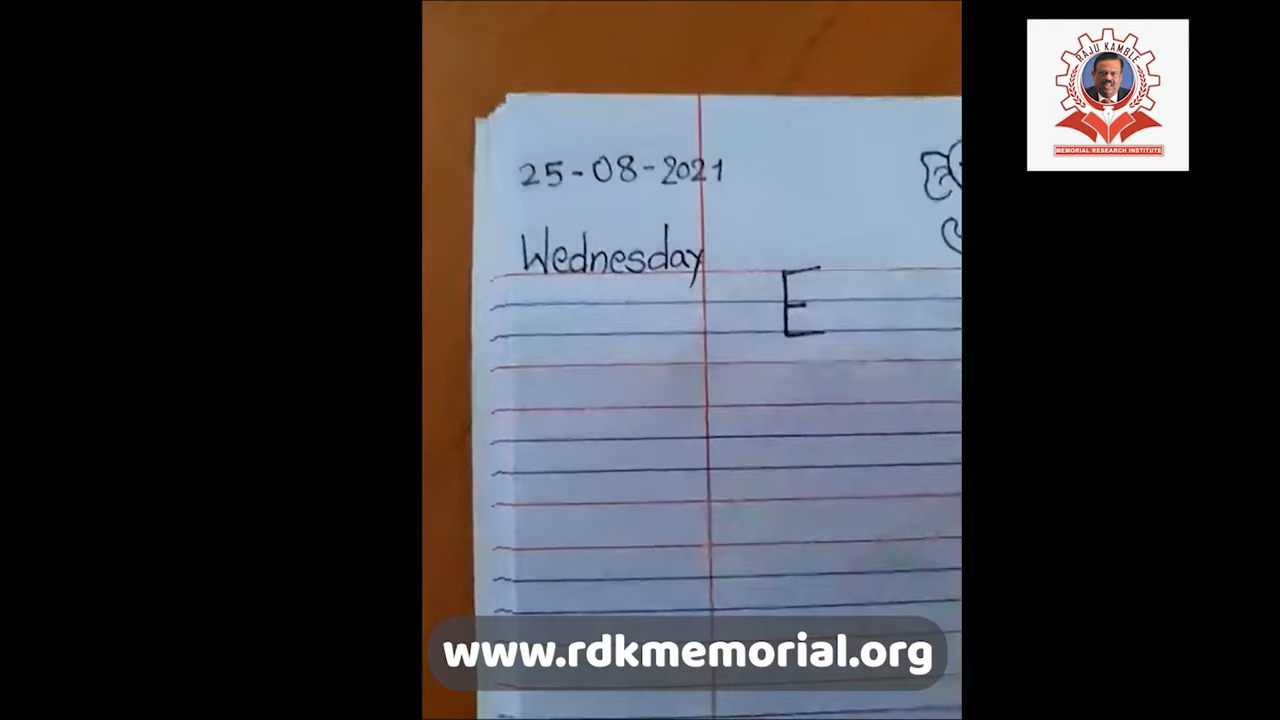 RAJU KAMBLE
MEMORIAL RESEARCH INSTITUTE
25-08-2021
Wednesday
E
www.rdkmemorial.org